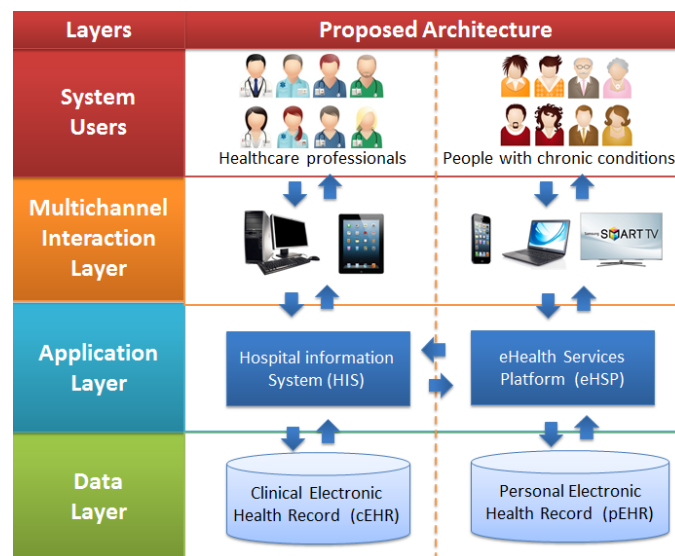 Layers
Proposed Architecture
System
Users
Healthcare professionals
People with chronic conditions
Multichannel
Interaction
Layer
Samsung
SMART TV
Application
Layer
Hospital information
System (HIS)
eHealth Services
Platform (eHSP)
Data
Layer
Clinical Electronic
Health Record (cEHR)
Personal Electronic
Health Record (pEHR)